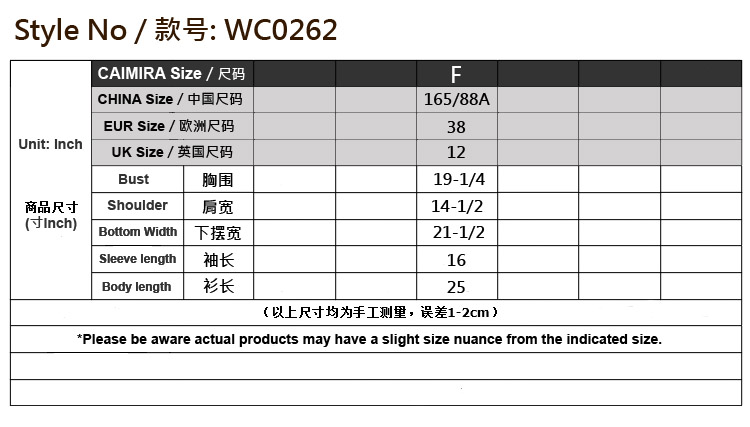 Style No / 款号: WC0262
CAIMIRA Size / 尺码 F
CHINA Size / 中国尺码 165/88A
EUR Size / 欧洲尺码 38
Unit: Inch
UK Size / 英国尺码 12
Bust 胸围 19-1/4
商品尺寸
(寸Inch)
Shoulder 肩宽 14-1/2
Bottom Width 下摆宽 21-1/2
Sleeve length 袖长 16
Body length 衫长 25
(以上尺寸均为手工测量,误差1-2cm)
*Please be aware actual products may have a slight size nuance from the indicated size.